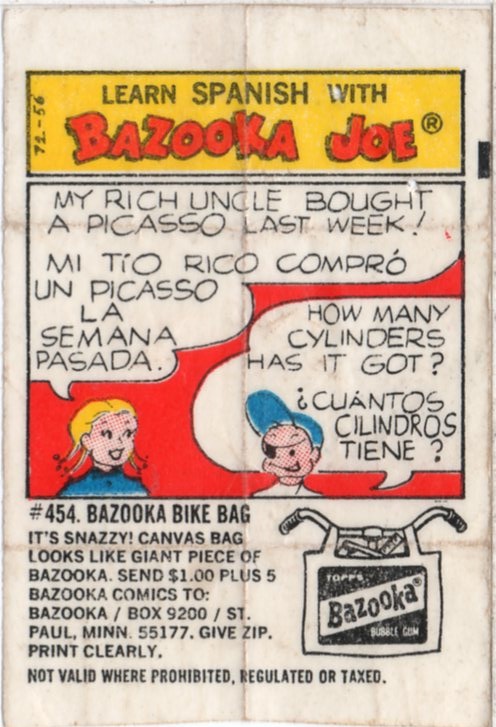 72-56
LEARN SPANISH WITH
BAZOOKA JOE®
MY RICH UNCLE BOUGHT
A PICASSO LAST WEEK!
MI TÍO RICO COMPRÓ
UN PICASSO
LA
SEMANA
PASADA.
HOW MANY
CYLINDERS
HAS IT GOT?
¿CUÁNTOS
CILINDROS
TIENE?
#454. BAZOOKA BIKE BAG
IT'S SNAZZY! CANVAS BAG
LOOKS LIKE GIANT PIECE OF
BAZOOKA. SEND $1.00 PLUS 5
BAZOOKA COMICS TO:
BAZOOKA / BOX 9200 / ST.
PAUL, MINN. 55177. GIVE ZIP.
PRINT CLEARLY.
TOPPS
Bazooka®
BUBBLE GUM
NOT VALID WHERE PROHIBITED, REGULATED OR TAXED.